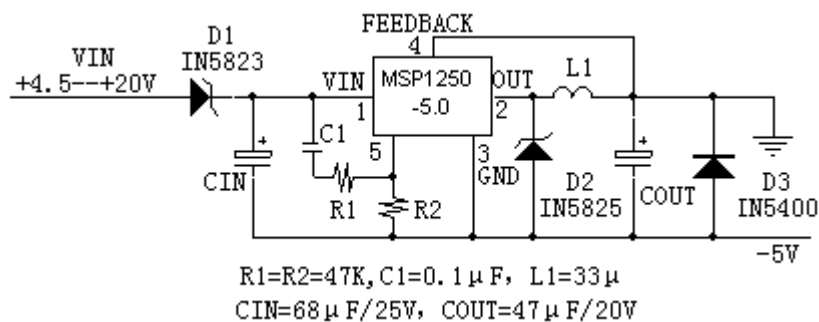 FEEDBACK
D1
4
VIN
IN5823
L1
+4.5--+20V
VIN
MSP1250
OUT
-5.0
1
2
C1
5
3
GND
CIN
D2
D3
R1
R2
IN5825
COUT
IN5400
-5V
R1=R2=47K,C1=0.1μF, L1=33μ
CIN=68μF/25V, COUT=47μF/20V
+
+